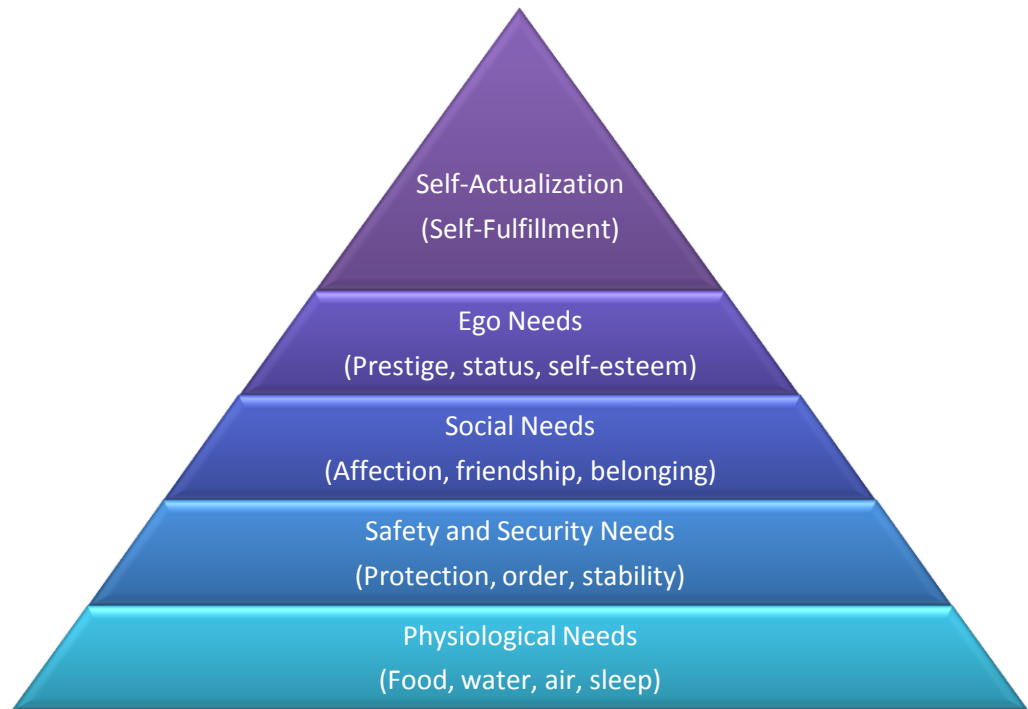 Self-Actualization
(Self-Fulfillment)
Ego Needs
(Prestige, status, self-esteem)
Social Needs
(Affection, friendship, belonging)
Safety and Security Needs
(Protection, order, stability)
Physiological Needs
(Food, water, air, sleep)